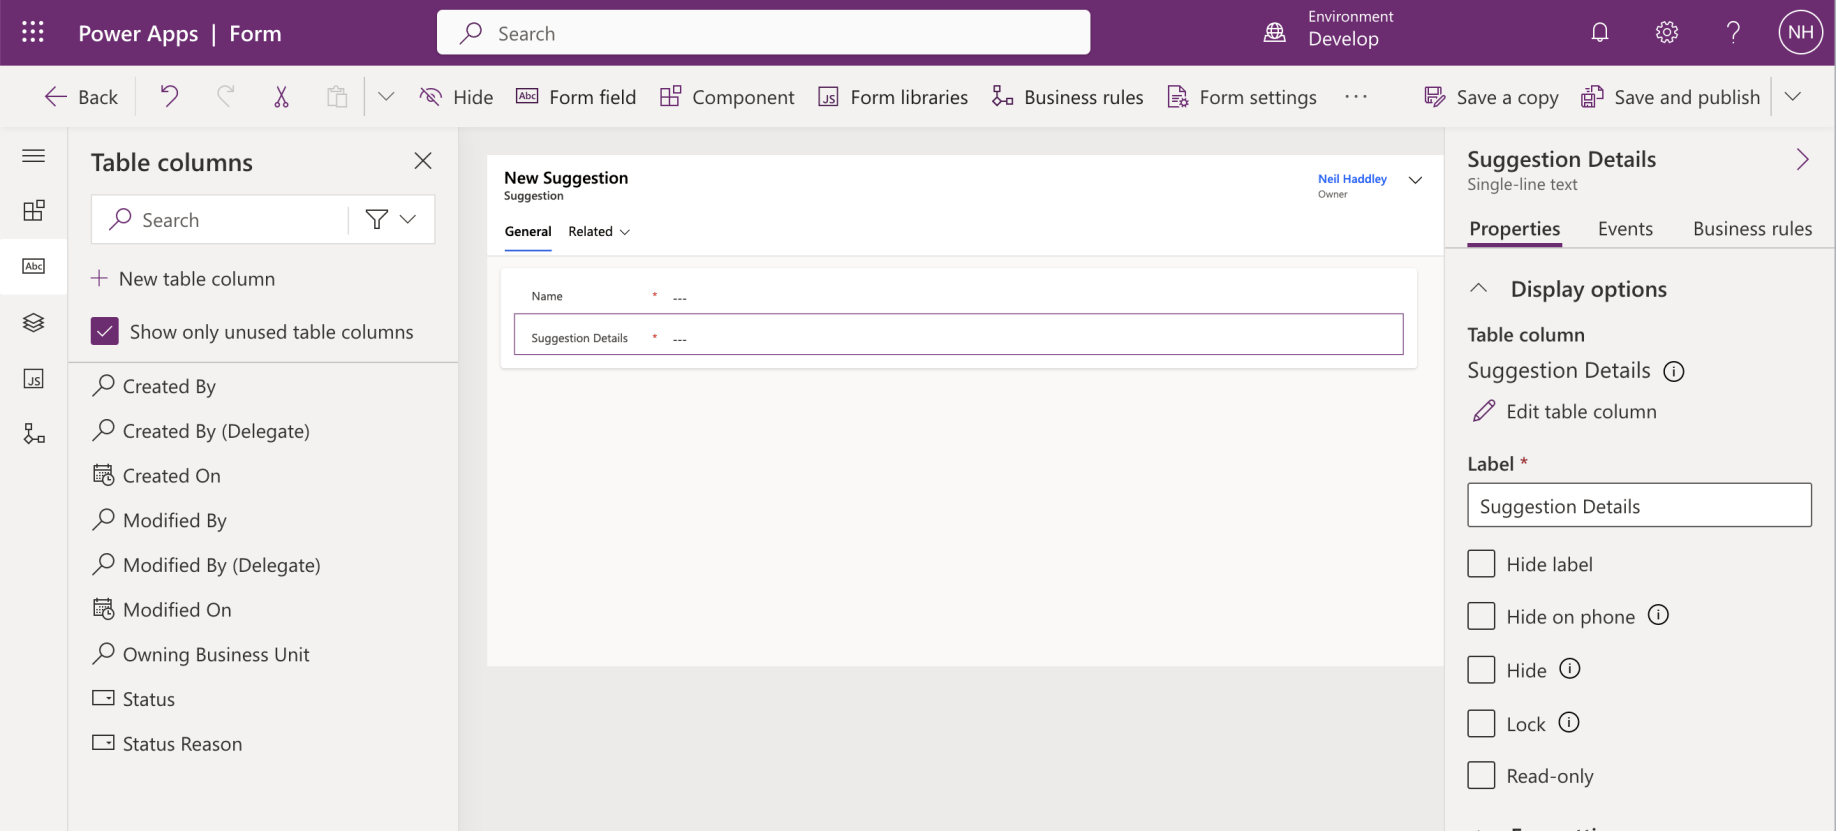 Power Apps | Form
Search
Environment
Develop
NH
Back
Hide
Abc Form field
Component
JS Form libraries
Business rules
Form settings
...
Save a copy
Save and publish
Table columns
Search
New table column
Show only unused table columns
Created By
Created By (Delegate)
Created On
Modified By
Modified By (Delegate)
Modified On
Owning Business Unit
Status
Status Reason
Abc
JS
New Suggestion
Suggestion
Neil Haddley
Owner
General Related
Name * ---
Suggestion Details * ---
Suggestion Details
Single-line text
Properties Events Business rules
Display options
Table column
Suggestion Details
Edit table column
Label *
Suggestion Details
Hide label
Hide on phone
Hide
Lock
Read-only